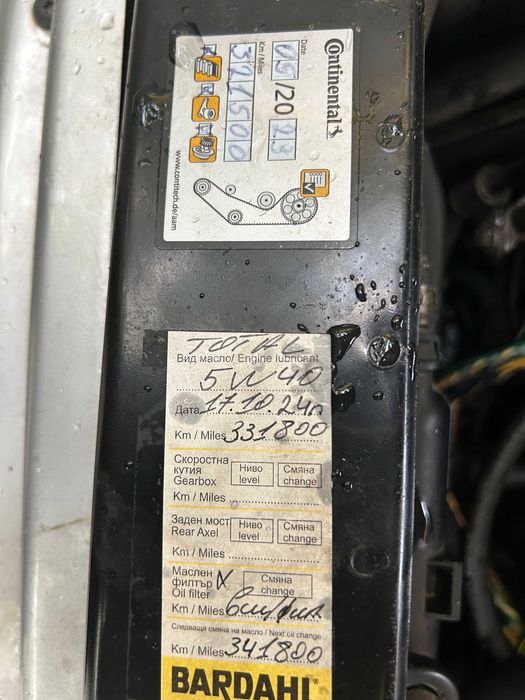 Continental
Date 05/2023
Km/Miles 321500
www.contitech.de/aam
TOTAL
Вид масло/ Engine lubricant
5W40
Дата 17.10.24г
Km / Miles 331800
Скоростна
кутия
Gearbox
Ниво
level
Смяна
change
Km / Miles
Заден мост
Rear Axel
Ниво
level
Смяна
change
Km / Miles
Маслен
филтър X
Oil filter
Смяна
change
Km / Miles
Следваща смяна на масло / Next oil change
Km / Miles 341800
BARDAHL®